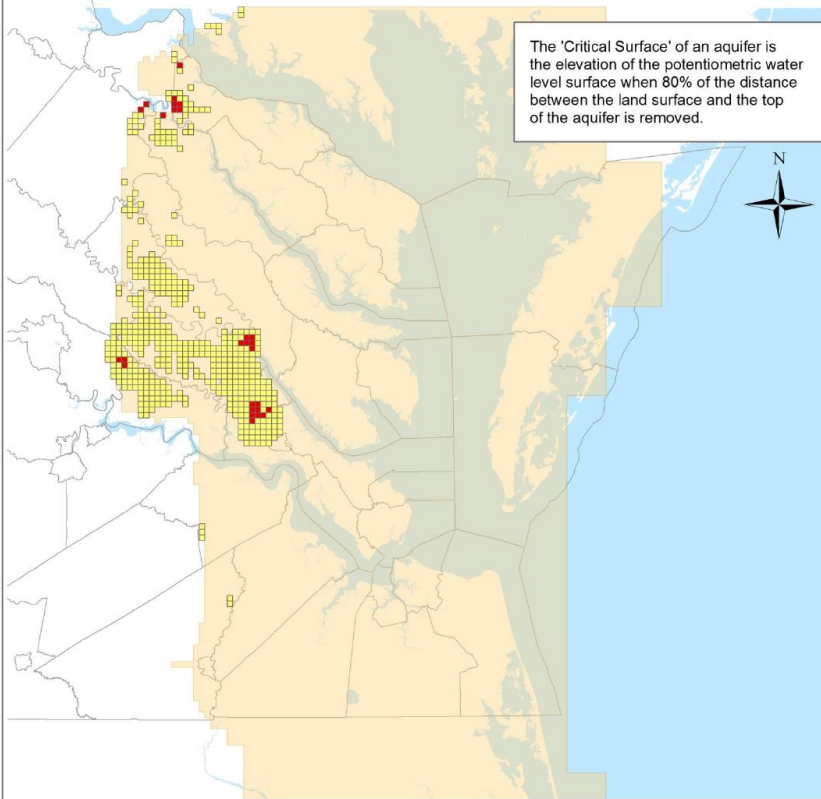 The 'Critical Surface' of an aquifer is
the elevation of the potentiometric water
level surface when 80% of the distance
between the land surface and the top
of the aquifer is removed.
N